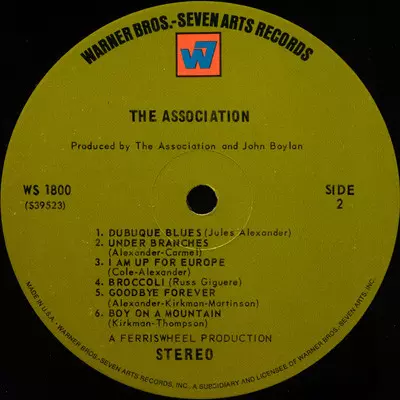 WARNER BROS.-SEVEN ARTS RECORDS
W7
THE ASSOCIATION
Produced by The Association and John Boylan
WS 1800
(S39523)
SIDE
2
1. DUBUQUE BLUES (Jules Alexander)
2. UNDER BRANCHES
(Alexander-Carmel)
3. I AM UP FOR EUROPE
(Cole-Alexander)
4. BROCCOLI (Russ Giguere)
5. GOODBYE FOREVER
(Alexander-Kirkman-Martinson)
6. BOY ON A MOUNTAIN
(Kirkman-Thompson)
A FERRISWHEEL PRODUCTION
STEREO
MADE IN U.S.A. · WARNER BROS.-SEVEN ARTS RECORDS, INC., A SUBSIDIARY AND LICENSEE OF WARNER BROS.-SEVEN ARTS, INC.